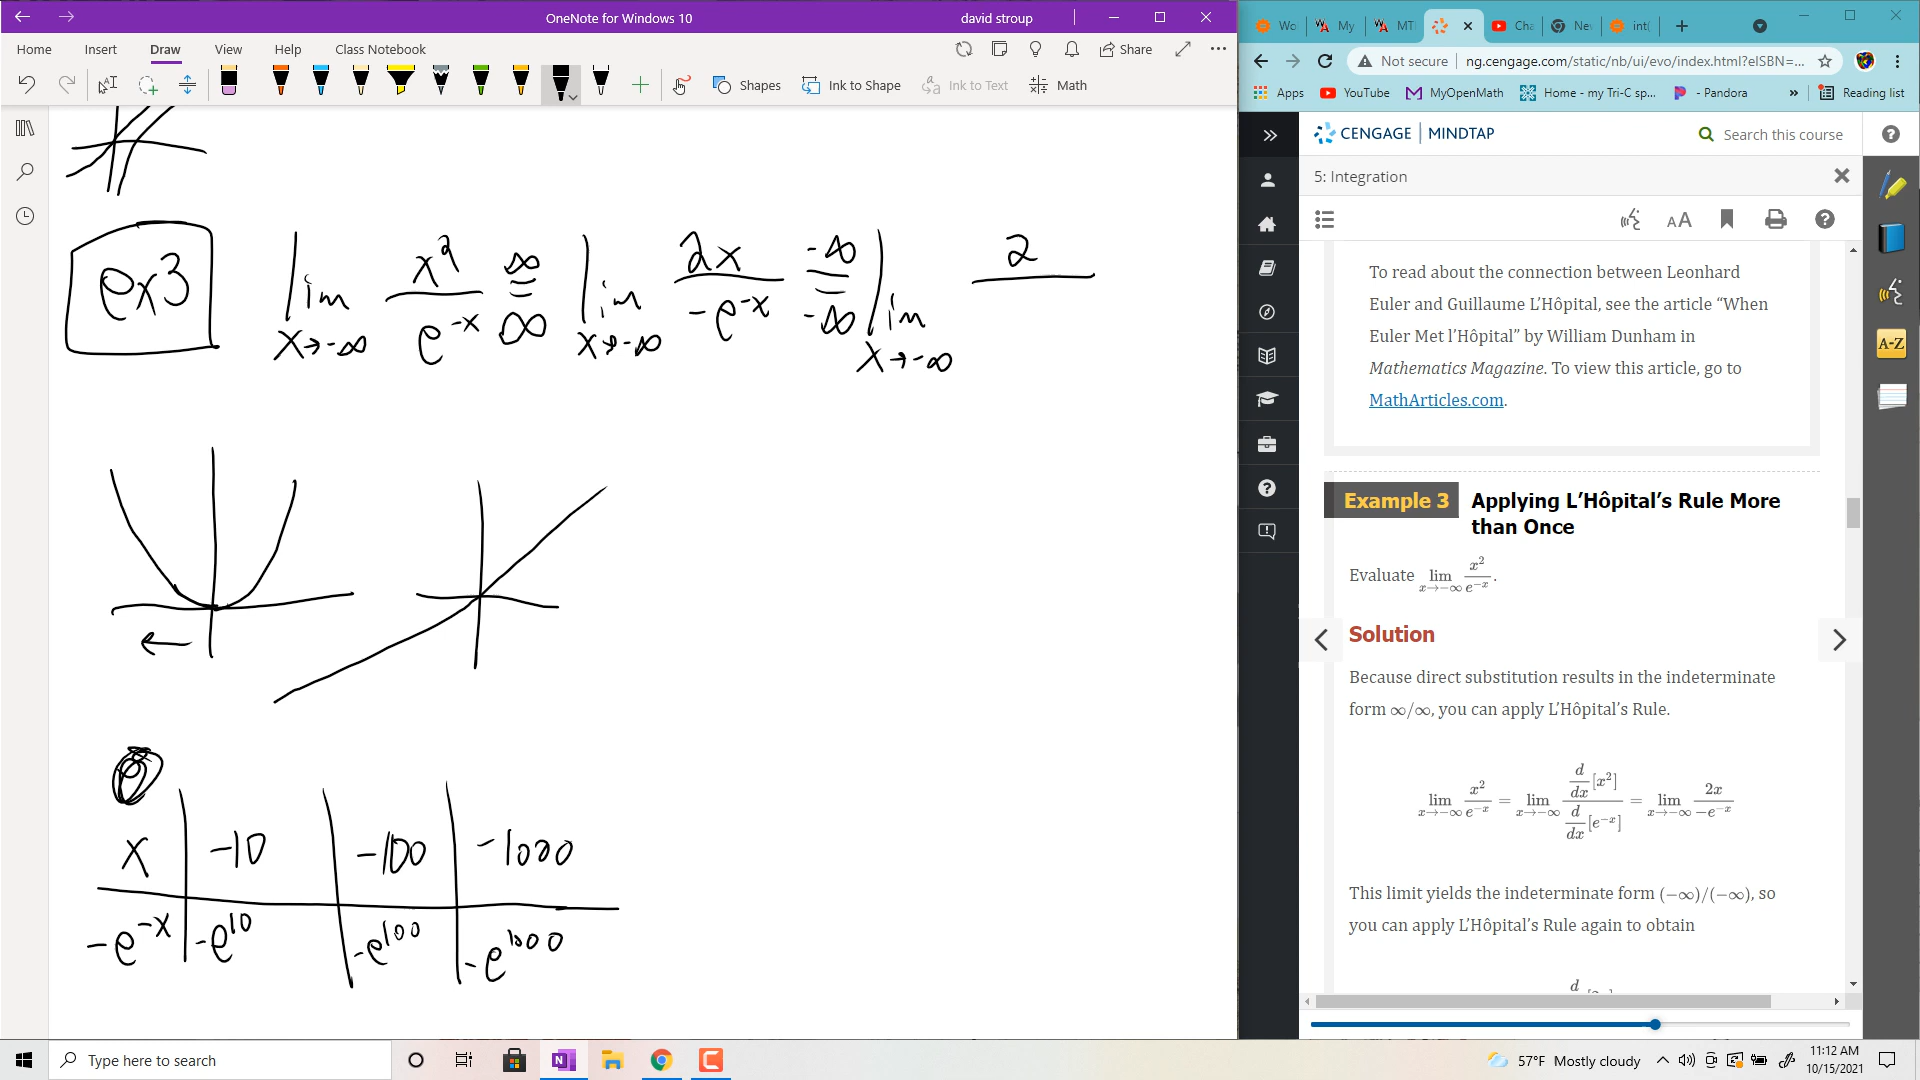 OneNote for Windows 10
david stroup
Home Insert Draw View Help Class Notebook
Share
Shapes Ink to Shape Ink to Text Math
ex3
lim x→-∞ x² / e^-x ∞ = ∞ lim x→-∞ 2x / -e^-x -∞ = -∞ lim x→-∞ 2
x -10 -100 -1000
-e^-x -e^10 -e^100 -e^1000
Wo My MT Cha Nev int(
Not secure ng.cengage.com/static/nb/ui/evo/index.html?eISBN=...
Apps YouTube MyOpenMath Home - my Tri-C sp... - Pandora » Reading list
CENGAGE MINDTAP
Search this course
5: Integration
AA
To read about the connection between Leonhard
Euler and Guillaume L’Hôpital, see the article “When
Euler Met l’Hôpital” by William Dunham in
Mathematics Magazine. To view this article, go to
MathArticles.com.
A-Z
Example 3 Applying L’Hôpital’s Rule More
than Once
Evaluate lim x→−∞ x² / e^−x.
Solution
Because direct substitution results in the indeterminate
form ∞/∞, you can apply L’Hôpital’s Rule.
lim x→−∞ x² / e^−x = lim x→−∞ d/dx [x²] / d/dx [e^−x] = lim x→−∞ 2x / −e^−x
This limit yields the indeterminate form (−∞)/(−∞), so
you can apply L’Hôpital’s Rule again to obtain
d
Type here to search
57°F Mostly cloudy
11:12 AM
10/15/2021